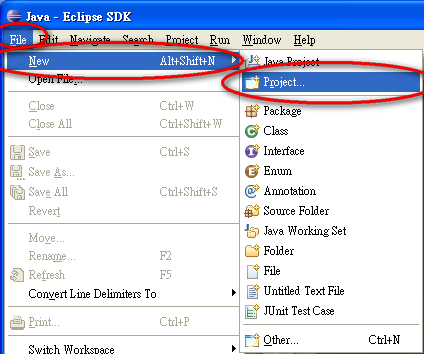 Java - Eclipse SDK
File Edit Navigate Search Project Run Window Help
New Alt+Shift+N
Open File...
Close Ctrl+W
Close All Ctrl+Shift+W
Save Ctrl+S
Save As...
Save All Ctrl+Shift+S
Revert
Move...
Rename... F2
Refresh F5
Convert Line Delimiters To
Print... Ctrl+P
Switch Workspace
Java Project
Project...
Package
Class
Interface
Enum
Annotation
Source Folder
Java Working Set
Folder
File
Untitled Text File
JUnit Test Case
Other... Ctrl+N